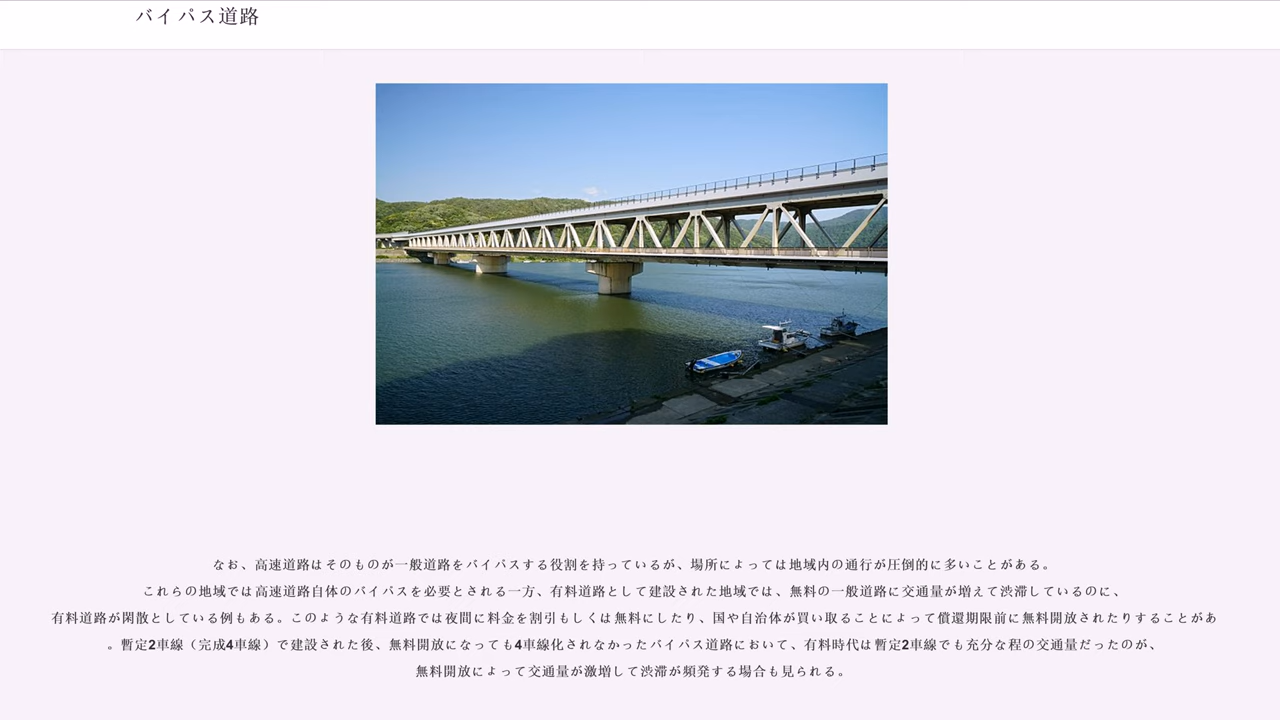 バイパス道路
なお、高速道路はそのものが一般道路をバイパスする役割を持っているが、場所によっては地域内の通行が圧倒的に多いことがある。
これらの地域では高速道路自体のバイパスを必要とされる一方、有料道路として建設された地域では、無料の一般道路に交通量が増えて渋滞しているのに、
有料道路が閑散としている例もある。このような有料道路では夜間に料金を割引もしくは無料にしたり、国や自治体が買い取ることによって償還期限前に無料開放されたりすることがあ
。暫定2車線（完成4車線）で建設された後、無料開放になっても4車線化されなかったバイパス道路において、有料時代は暫定2車線でも充分な程の交通量だったのが、
無料開放によって交通量が激増して渋滞が頻発する場合も見られる。